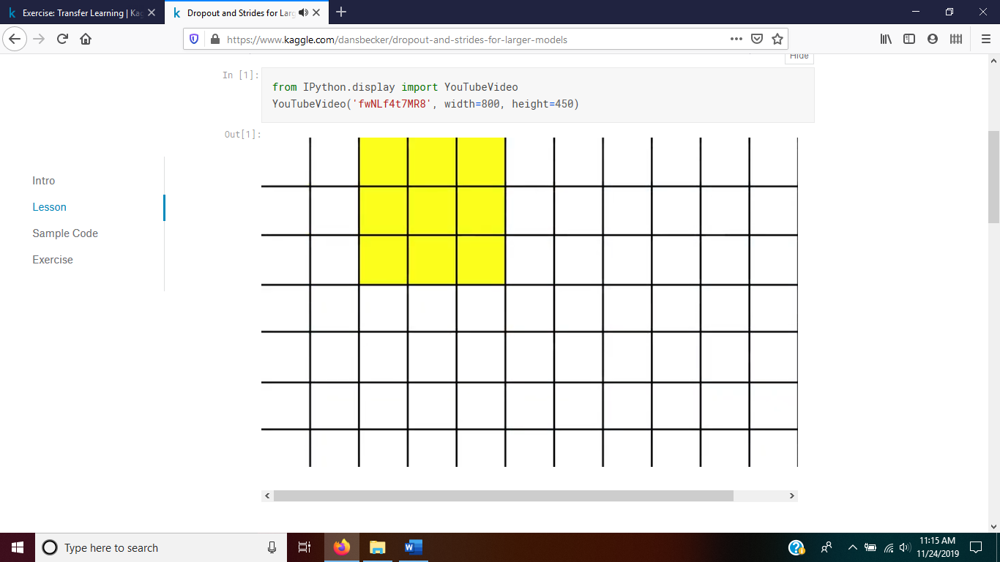 Exercise: Transfer Learning | Kag
Dropout and Strides for Larg
https://www.kaggle.com/dansbecker/dropout-and-strides-for-larger-models
Hide
In [1]:
from IPython.display import YouTubeVideo
YouTubeVideo('fwNLf4t7MR8', width=800, height=450)
Out[1]:
Intro
Lesson
Sample Code
Exercise
Type here to search
11:15 AM
11/24/2019